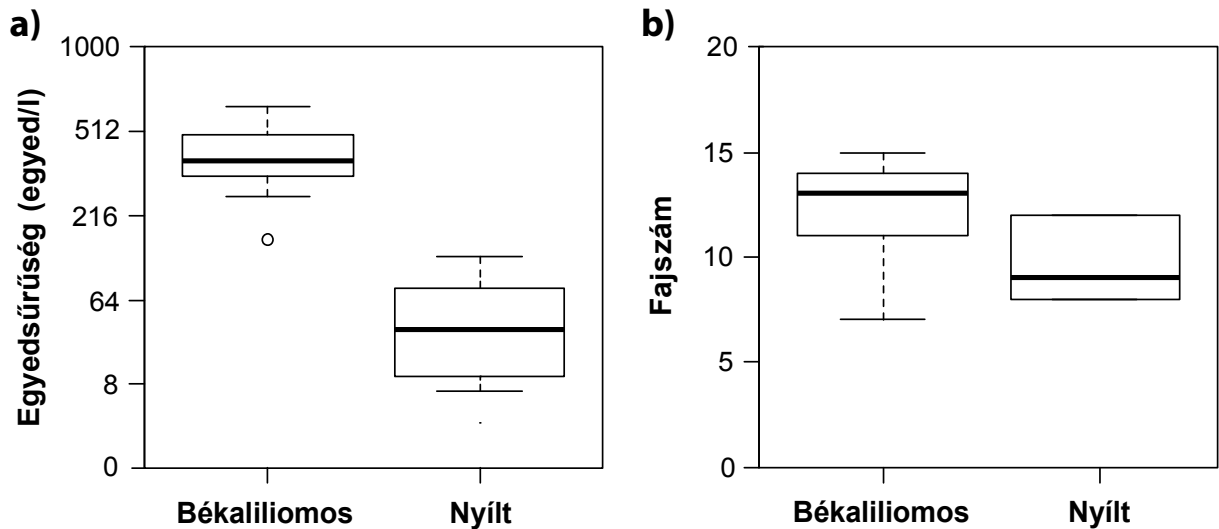 a)
Egyedsűrűség (egyed/l)
1000
512
216
64
8
0
Békaliliomos
Nyílt
b)
Fajszám
20
15
10
5
0
Békaliliomos
Nyílt